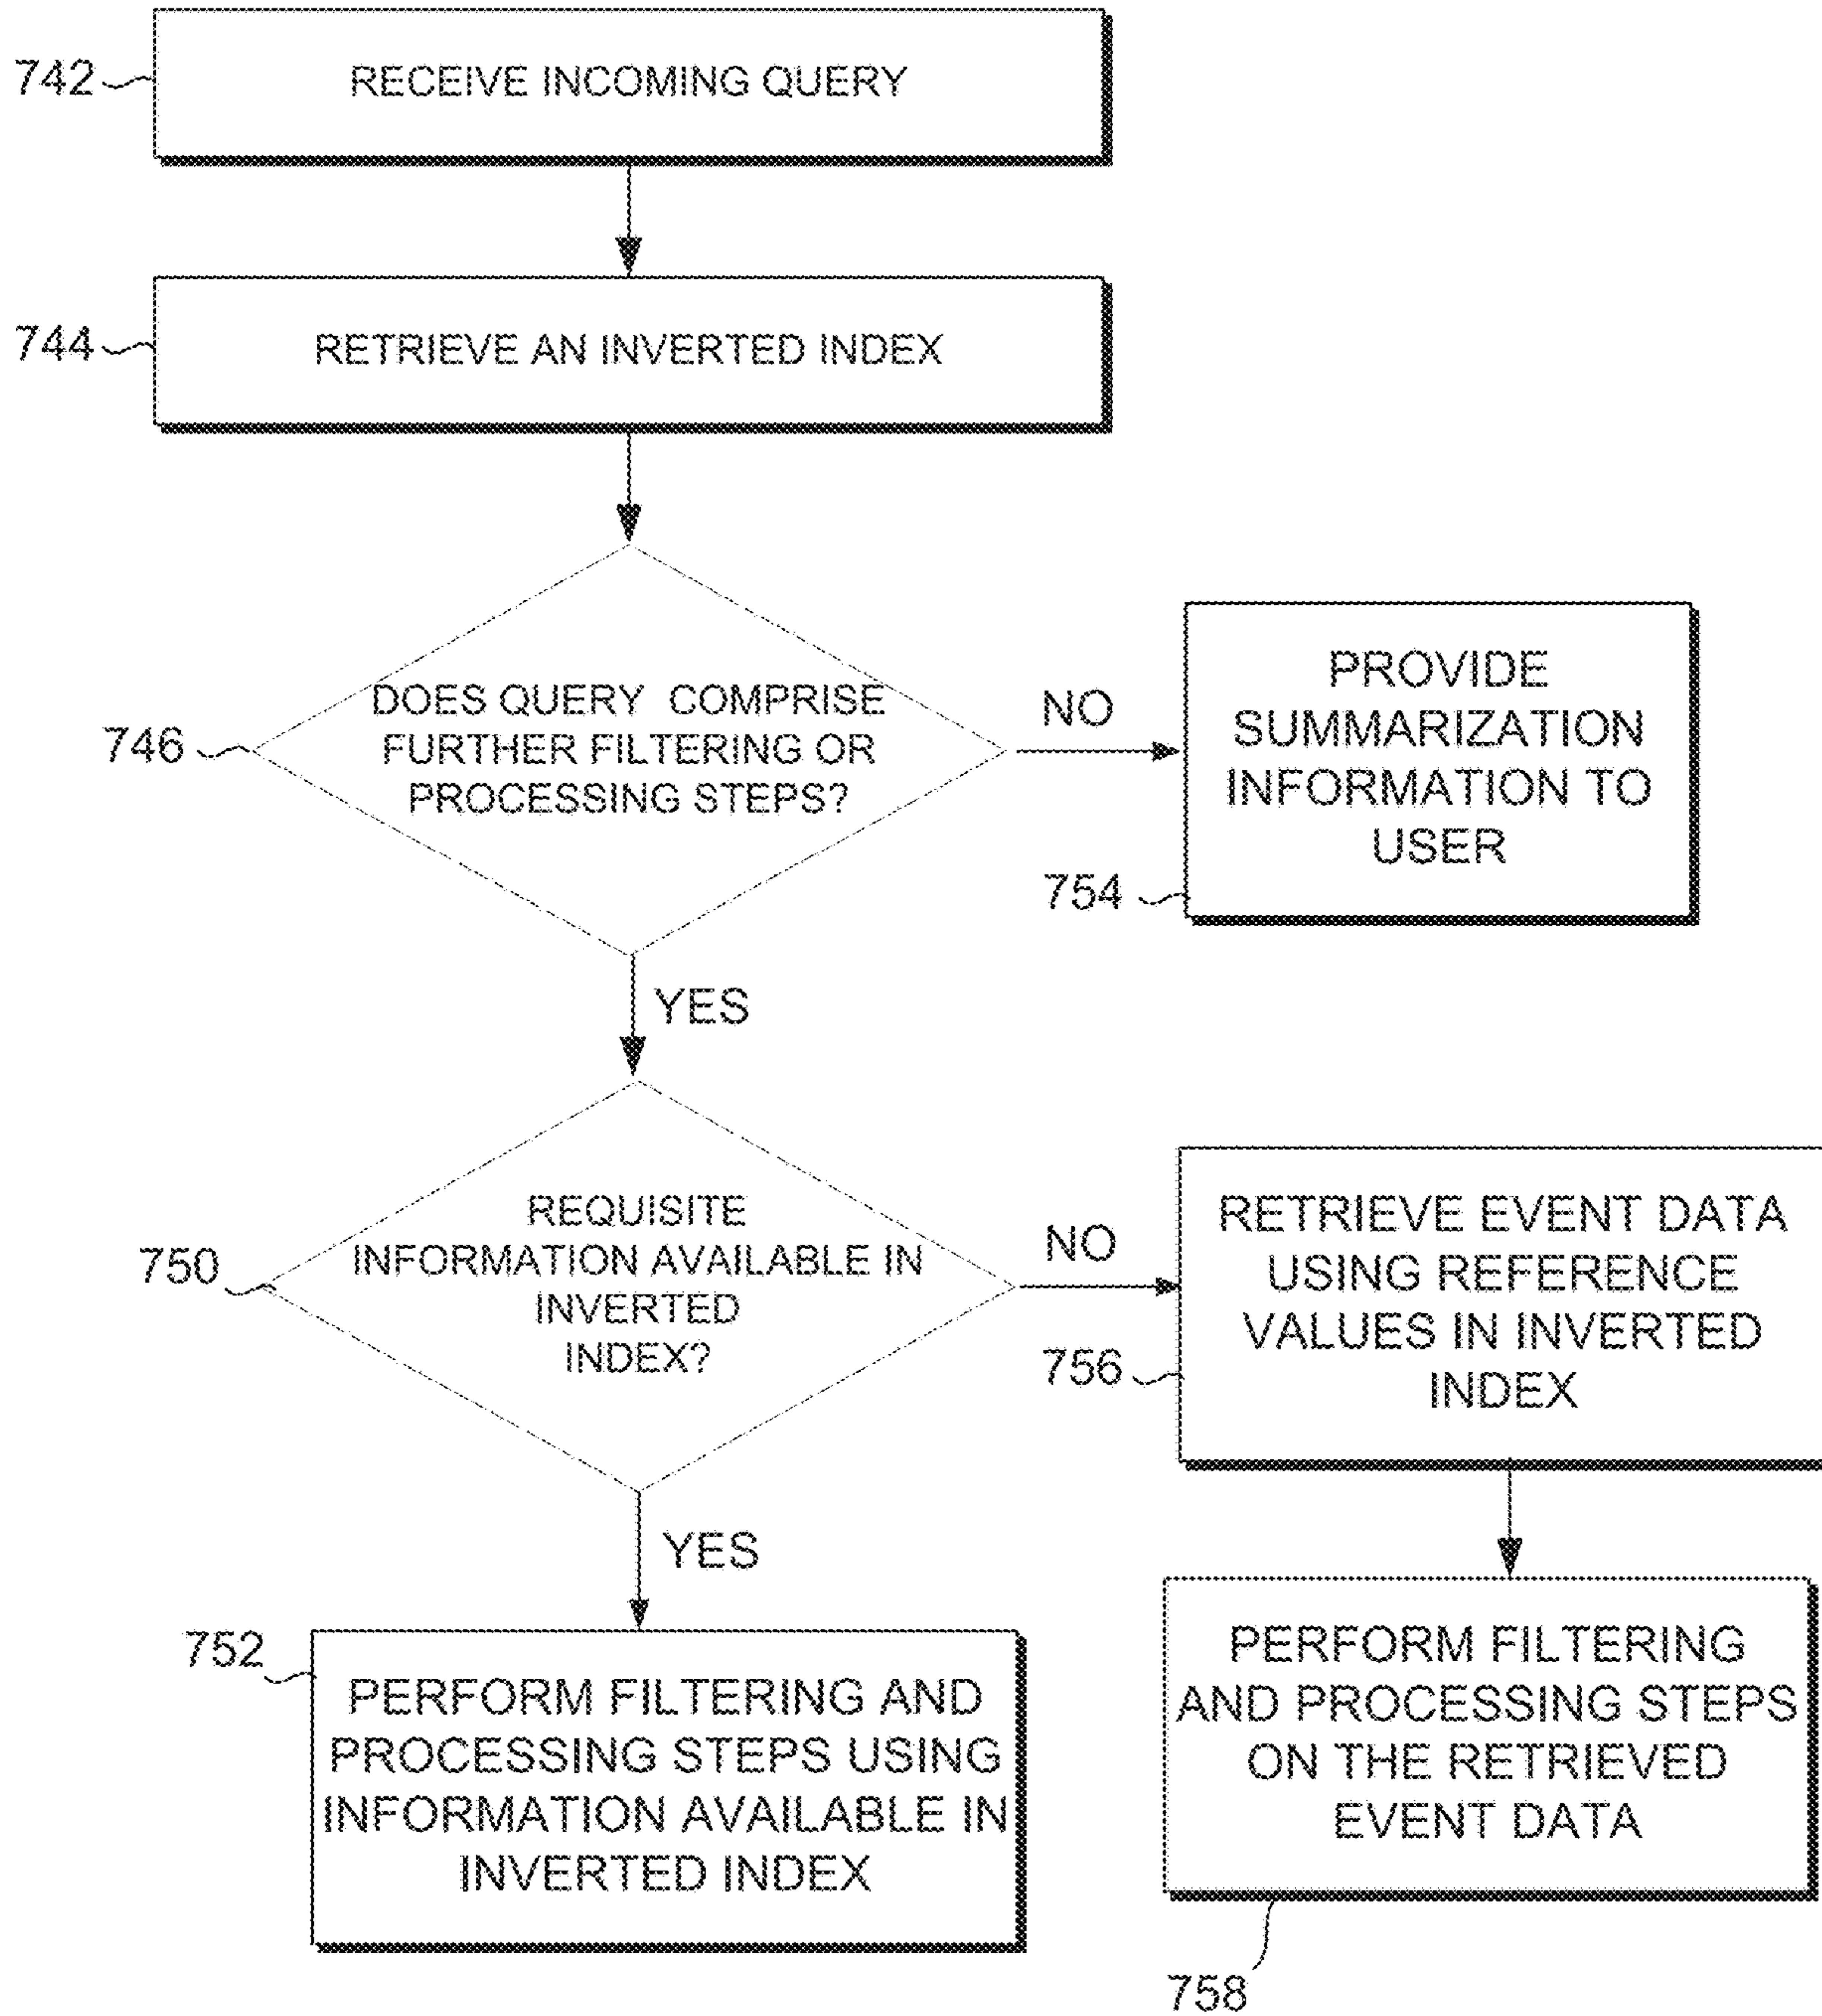 742
RECEIVE INCOMING QUERY
744
RETRIEVE AN INVERTED INDEX
746
DOES QUERY COMPRISE
FURTHER FILTERING OR
PROCESSING STEPS?
NO
PROVIDE
SUMMARIZATION
INFORMATION TO
USER
754
YES
750
REQUISITE
INFORMATION AVAILABLE IN
INVERTED
INDEX?
NO
RETRIEVE EVENT DATA
USING REFERENCE
VALUES IN INVERTED
INDEX
756
YES
752
PERFORM FILTERING AND
PROCESSING STEPS USING
INFORMATION AVAILABLE IN
INVERTED INDEX
PERFORM FILTERING
AND PROCESSING STEPS
ON THE RETRIEVED
EVENT DATA
758